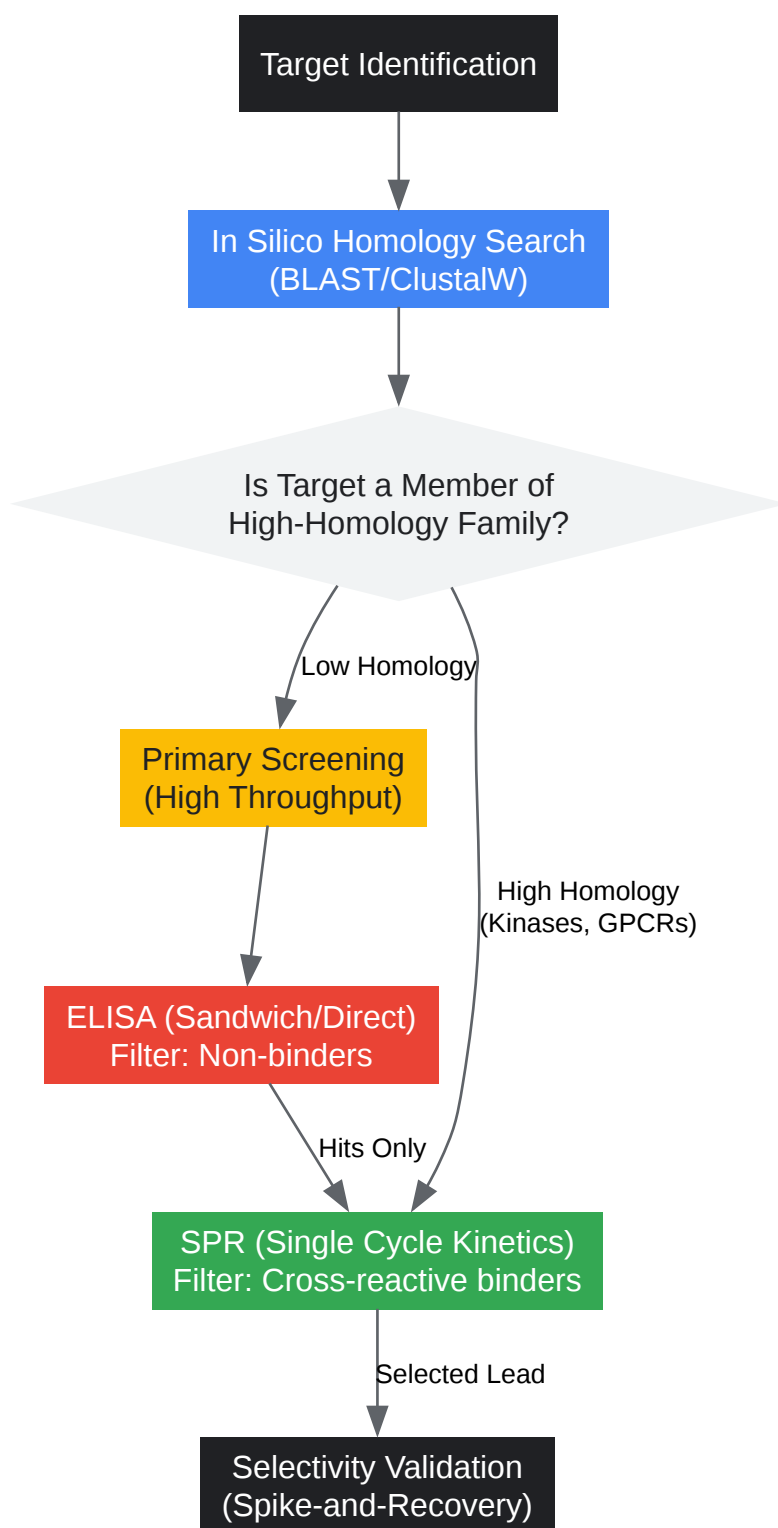 Target Identification
In Silico Homology Search
(BLAST/ClustalW)
Is Target a Member of
High-Homology Family?
Low Homology
Primary Screening
(High Throughput)
High Homology
(Kinases, GPCRs)
ELISA (Sandwich/Direct)
Filter: Non-binders
Hits Only
SPR (Single Cycle Kinetics)
Filter: Cross-reactive binders
Selected Lead
Selectivity Validation
(Spike-and-Recovery)